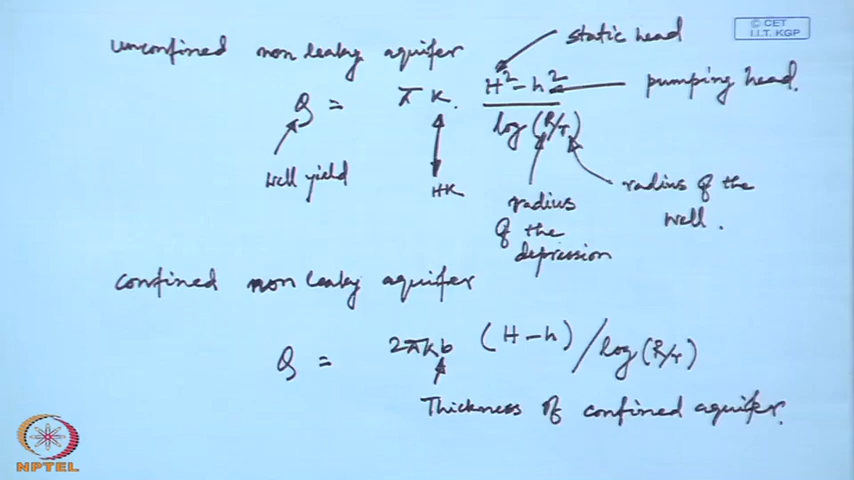 © CET
I.I.T. KGP
unconfined non leaky aquifer
static head
Q = π K. H² - h² / log (R/r)
pumping head.
well yield
HK
radius of the depression
radius of the well.
confined non leaky aquifer
Q = 2πKb (H - h) / log (R/r)
Thickness of confined aquifer.
NPTEL